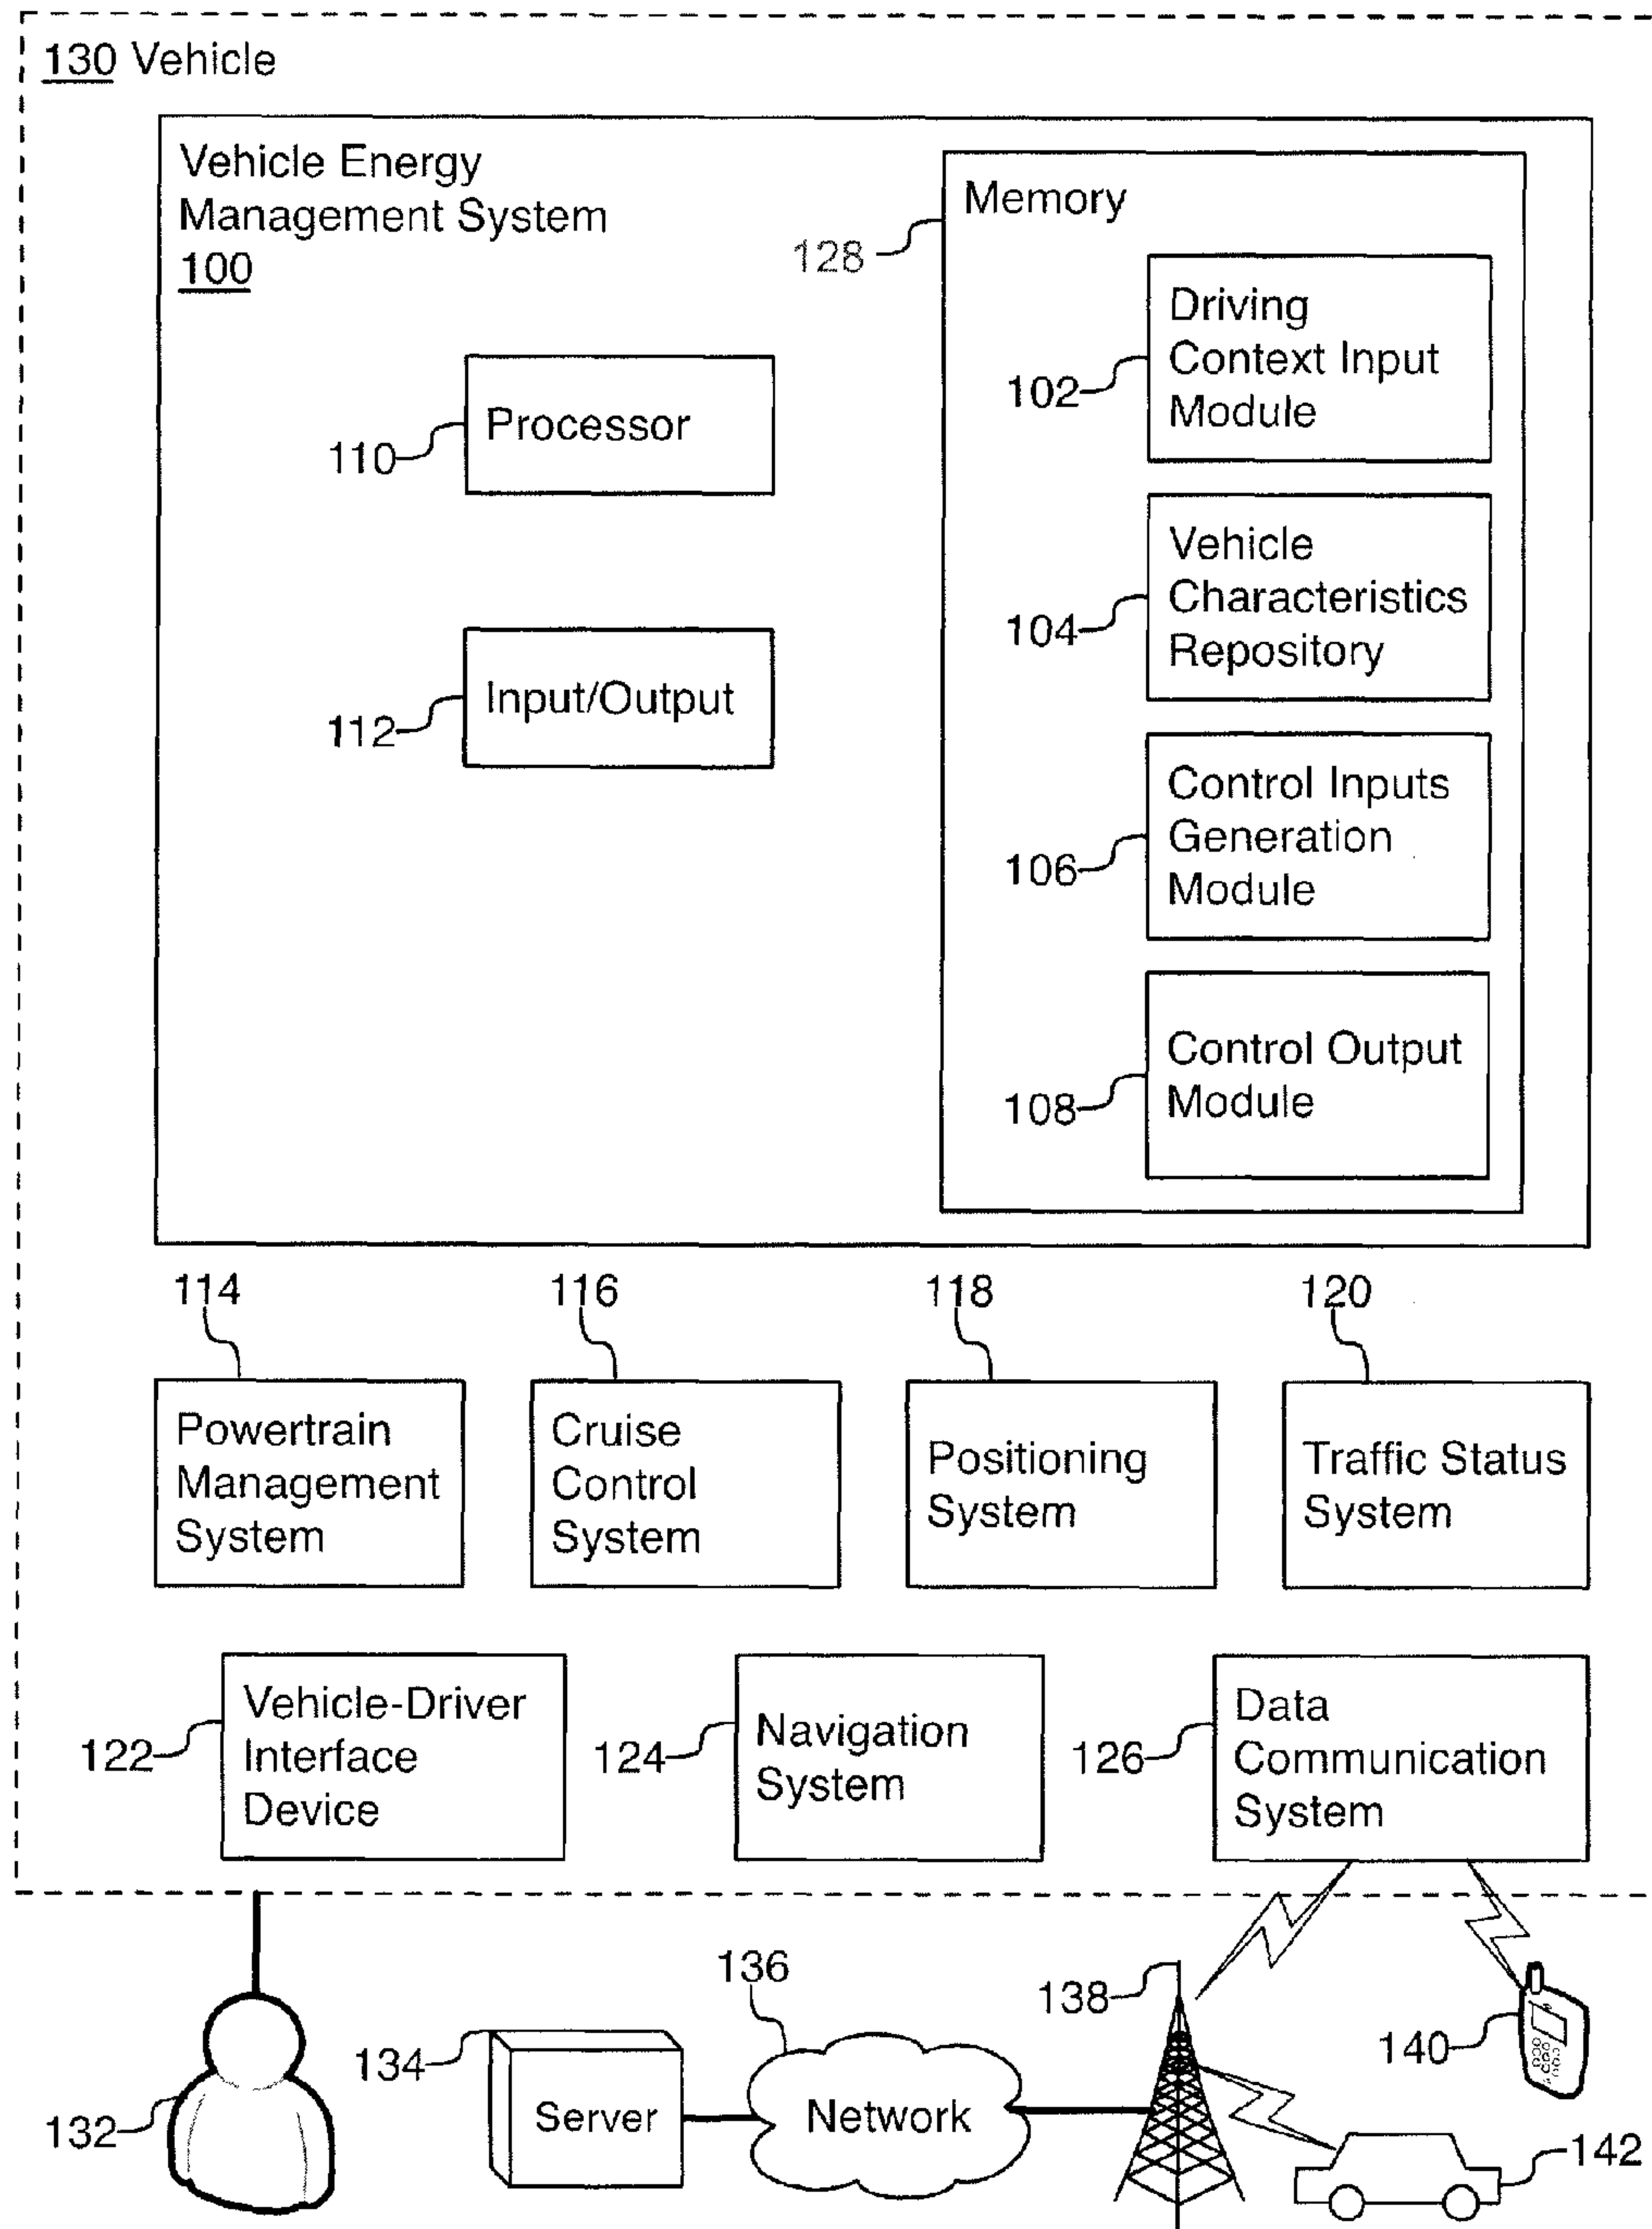 130 Vehicle
Vehicle Energy
Management System
100
Memory
128
Driving
Context Input
Module
102
Processor
110
Vehicle
Characteristics
Repository
104
Input/Output
112
Control Inputs
Generation
Module
106
Control Output
Module
108
114
116
118
120
Powertrain
Management
System
Cruise
Control
System
Positioning
System
Traffic Status
System
122
Vehicle-Driver
Interface
Device
124
Navigation
System
126
Data
Communication
System
132
134
Server
136
Network
138
140
142